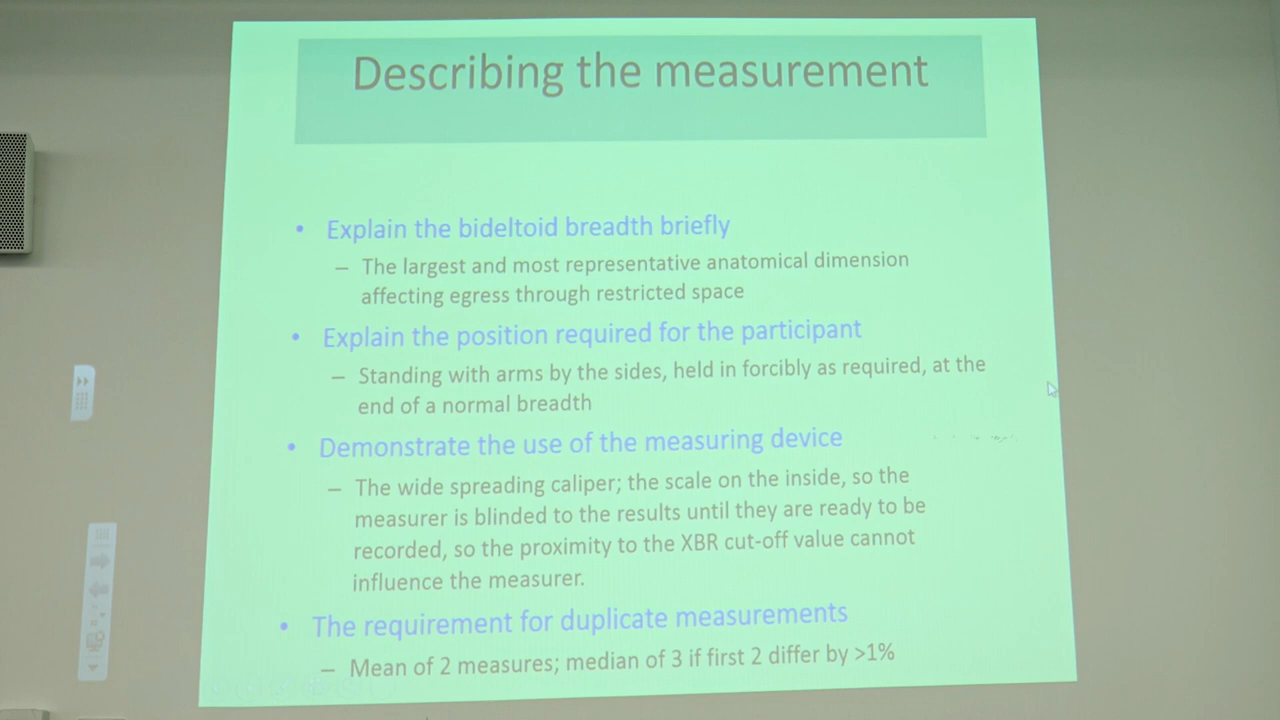 Describing the measurement
• Explain the bideltoid breadth briefly
– The largest and most representative anatomical dimension
affecting egress through restricted space
• Explain the position required for the participant
– Standing with arms by the sides, held in forcibly as required, at the
end of a normal breadth
• Demonstrate the use of the measuring device
– The wide spreading caliper; the scale on the inside, so the
measurer is blinded to the results until they are ready to be
recorded, so the proximity to the XBR cut-off value cannot
influence the measurer.
• The requirement for duplicate measurements
– Mean of 2 measures; median of 3 if first 2 differ by >1%